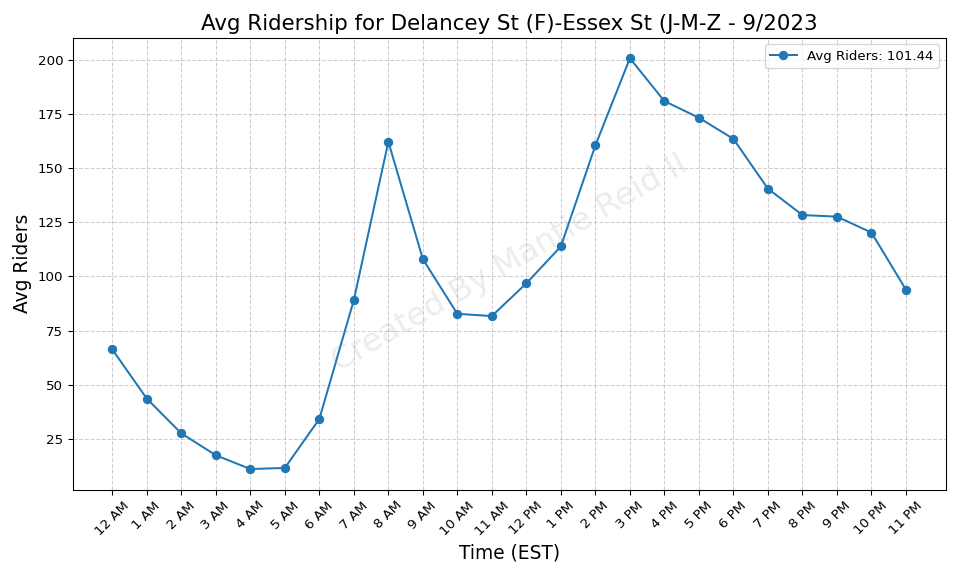 Avg Ridership for Delancey St (F)-Essex St (J-M-Z - 9/2023
Avg Riders: 101.44
200
175
150
125
100
75
50
25
Avg Riders
Created By Mantie Reid II
12 AM
1 AM
2 AM
3 AM
4 AM
5 AM
6 AM
7 AM
8 AM
9 AM
10 AM
11 AM
12 PM
1 PM
2 PM
3 PM
4 PM
5 PM
6 PM
7 PM
8 PM
9 PM
10 PM
11 PM
Time (EST)